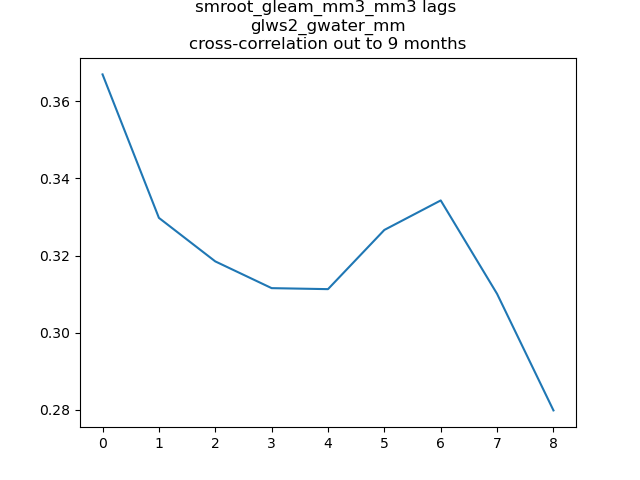 smroot_gleam_mm3_mm3 lags
glws2_gwater_mm
cross-correlation out to 9 months
0.36
0.34
0.32
0.30
0.28
0 1 2 3 4 5 6 7 8